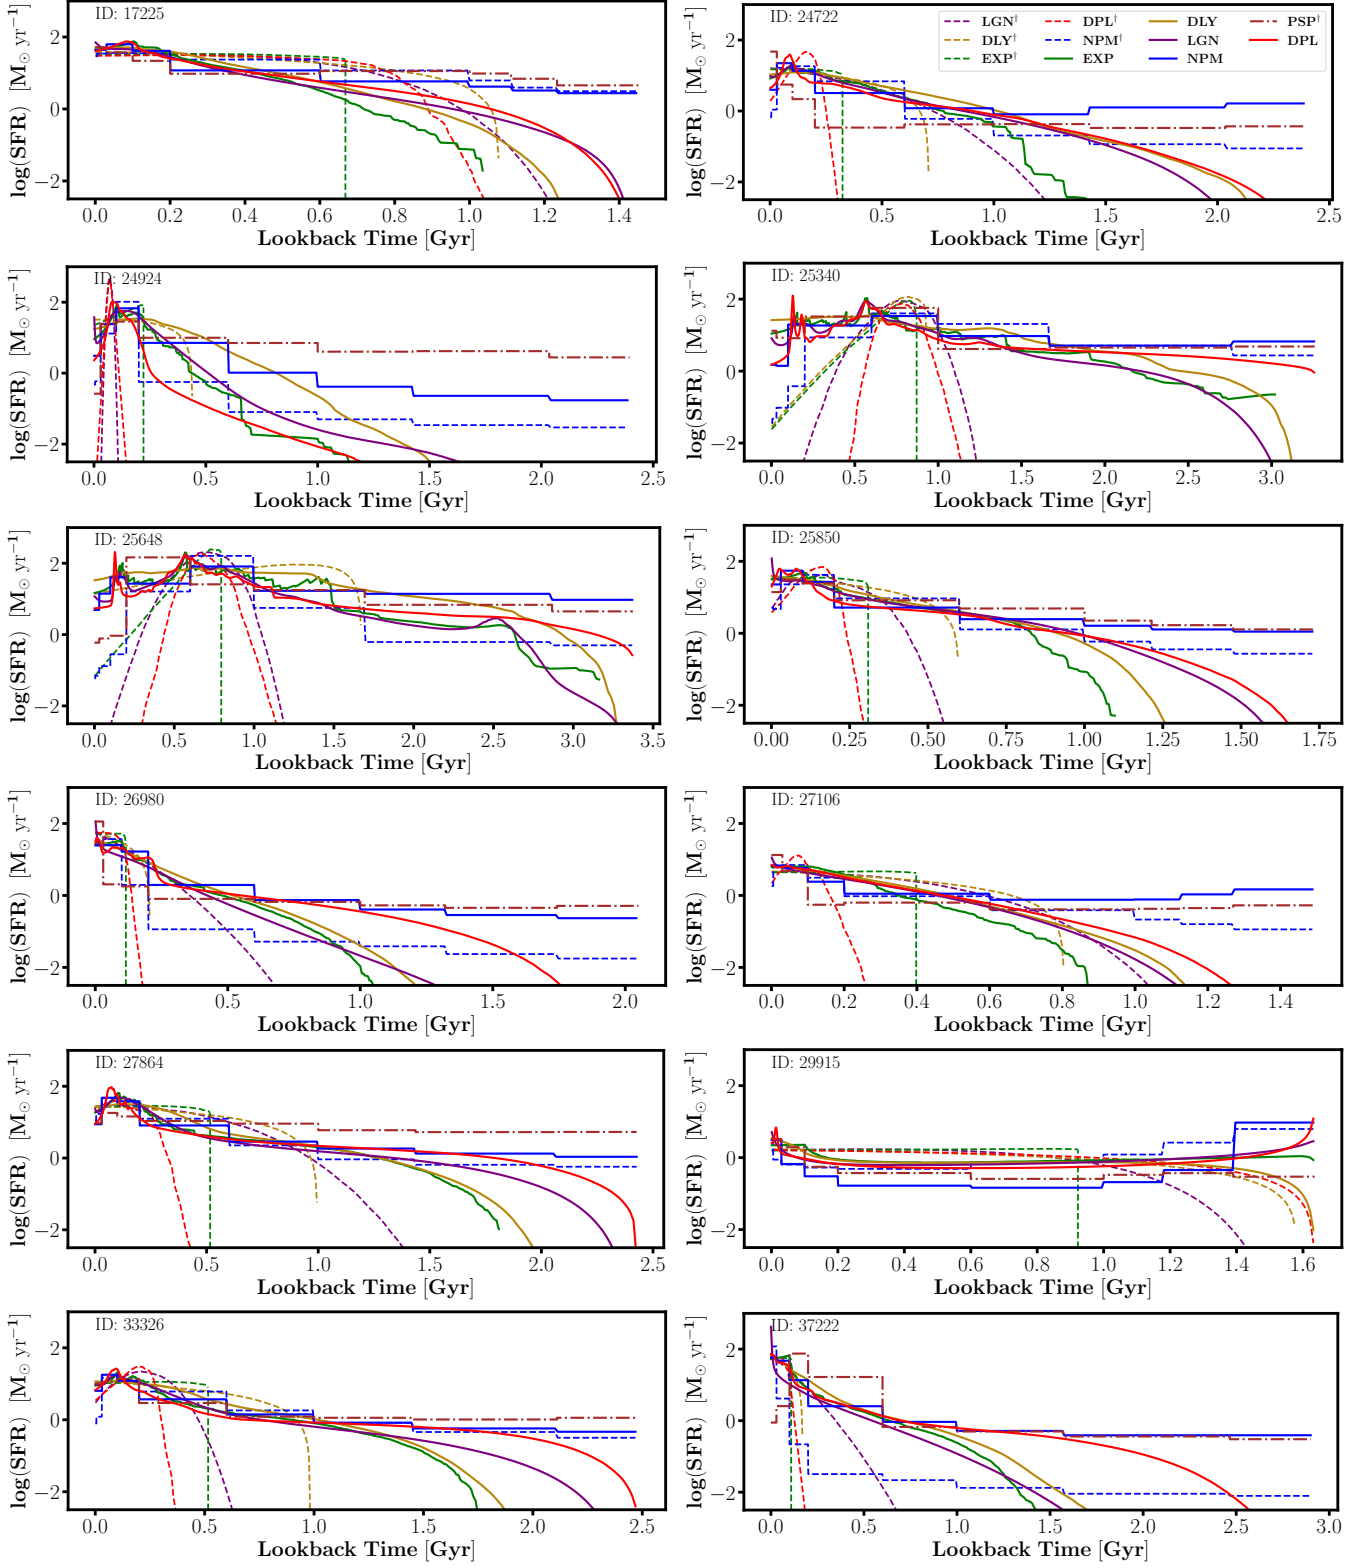 ID: 17225
log(SFR) [M⊙ yr−1]
2
0
−2
0.0 0.2 0.4 0.6 0.8 1.0 1.2 1.4
Lookback Time [Gyr]
ID: 24722
LGN† DPL† DLY PSP†
DLY† NPM† LGN DPL
EXP† EXP NPM
log(SFR) [M⊙ yr−1]
2
0
−2
0.0 0.5 1.0 1.5 2.0 2.5
Lookback Time [Gyr]
ID: 24924
log(SFR) [M⊙ yr−1]
2
0
−2
0.0 0.5 1.0 1.5 2.0 2.5
Lookback Time [Gyr]
ID: 25340
log(SFR) [M⊙ yr−1]
2
0
−2
0.0 0.5 1.0 1.5 2.0 2.5 3.0
Lookback Time [Gyr]
ID: 25648
log(SFR) [M⊙ yr−1]
2
0
−2
0.0 0.5 1.0 1.5 2.0 2.5 3.0 3.5
Lookback Time [Gyr]
ID: 25850
log(SFR) [M⊙ yr−1]
2
0
−2
0.00 0.25 0.50 0.75 1.00 1.25 1.50 1.75
Lookback Time [Gyr]
ID: 26980
log(SFR) [M⊙ yr−1]
2
0
−2
0.0 0.5 1.0 1.5 2.0
Lookback Time [Gyr]
ID: 27106
log(SFR) [M⊙ yr−1]
2
0
−2
0.0 0.2 0.4 0.6 0.8 1.0 1.2 1.4
Lookback Time [Gyr]
ID: 27864
log(SFR) [M⊙ yr−1]
2
0
−2
0.0 0.5 1.0 1.5 2.0 2.5
Lookback Time [Gyr]
ID: 29915
log(SFR) [M⊙ yr−1]
2
0
−2
0.0 0.2 0.4 0.6 0.8 1.0 1.2 1.4 1.6
Lookback Time [Gyr]
ID: 33326
log(SFR) [M⊙ yr−1]
2
0
−2
0.0 0.5 1.0 1.5 2.0 2.5
Lookback Time [Gyr]
ID: 37222
log(SFR) [M⊙ yr−1]
2
0
−2
0.0 0.5 1.0 1.5 2.0 2.5 3.0
Lookback Time [Gyr]